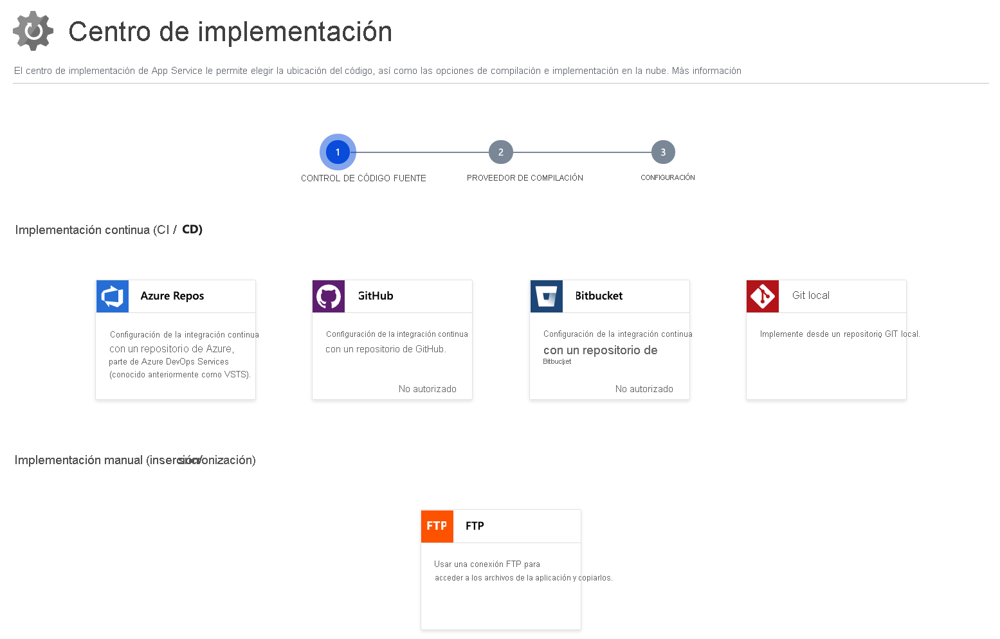 Centro de implementación
El centro de implementación de App Service le permite elegir la ubicación del código, así como las opciones de compilación e implementación en la nube. Más información
1
2
3
CONTROL DE CÓDIGO FUENTE
PROVEEDOR DE COMPILACIÓN
CONFIGURACIÓN
Implementación continua (CI / CD)
Azure Repos
Configuración de la integración continua
con un repositorio de Azure,
parte de Azure DevOps Services
(conocido anteriormente como VSTS).
GitHub
Configuración de la integración continua
con un repositorio de GitHub.
No autorizado
Bitbucket
Configuración de la integración continua
con un repositorio de
Bitbucket
No autorizado
Git local
Implemente desde un repositorio GIT local.
Implementación manual (inserción/
FTP
FTP
Usar una conexión FTP para
acceder a los archivos de la aplicación y copiarlos.